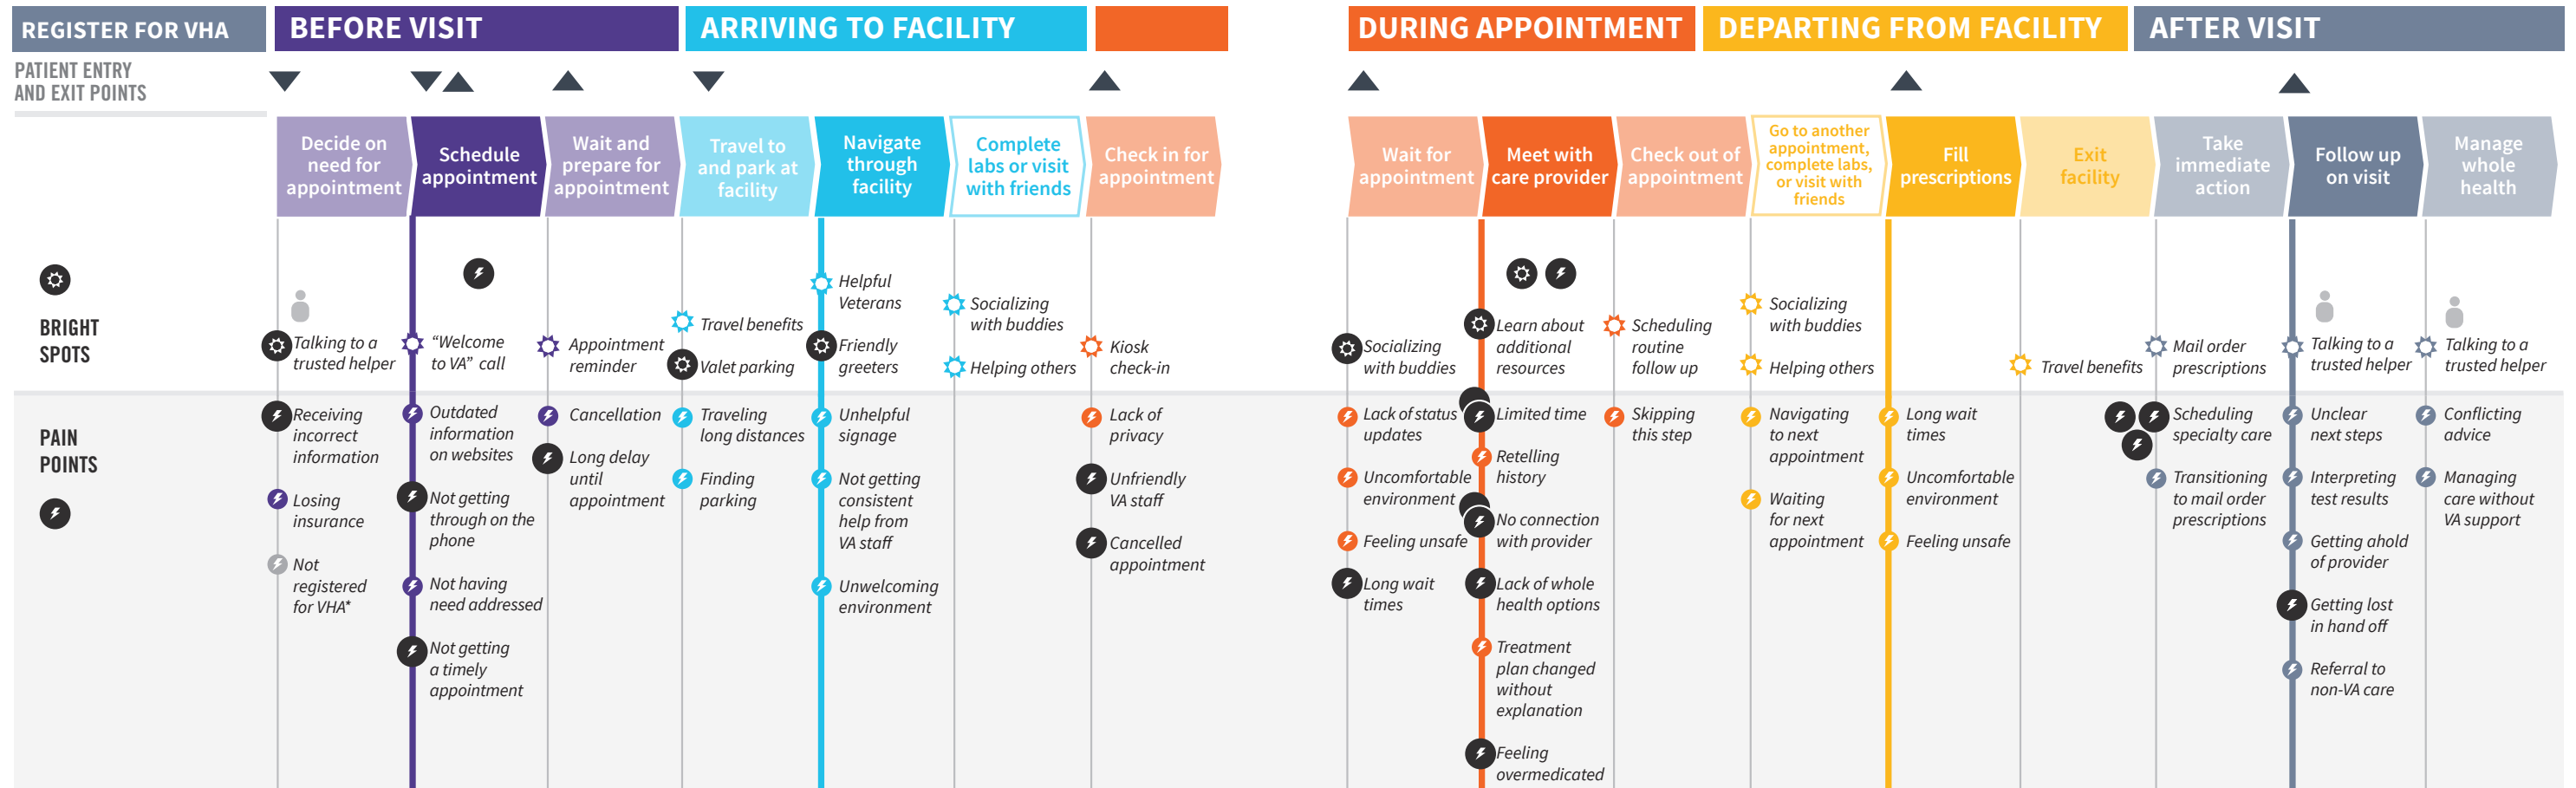 REGISTER FOR VHA
BEFORE VISIT
ARRIVING TO FACILITY
DURING APPOINTMENT
DEPARTING FROM FACILITY
AFTER VISIT
PATIENT ENTRY
AND EXIT POINTS
Decide on
need for
appointment
Schedule
appointment
Wait and
prepare for
appointment
Travel to
and park at
facility
Navigate
through
facility
Complete
labs or visit
with friends
Check in for
appointment
Wait for
appointment
Meet with
care provider
Check out of
appointment
Go to another
appointment,
complete labs,
or visit with
friends
Fill
prescriptions
Exit
facility
Take
immediate
action
Follow up
on visit
Manage
whole
health
BRIGHT
SPOTS
Talking to a
trusted helper
“Welcome
to VA” call
Appointment
reminder
Travel benefits
Valet parking
Helpful
Veterans
Friendly
greeters
Socializing
with buddies
Helping others
Kiosk
check-in
Socializing
with buddies
Learn about
additional
resources
Scheduling
routine
follow up
Socializing
with buddies
Helping others
Travel benefits
Mail order
prescriptions
Talking to a
trusted helper
Talking to a
trusted helper
PAIN
POINTS
Receiving
incorrect
information
Losing
insurance
Not
registered
for VHA*
Outdated
information
on websites
Not getting
through on the
phone
Not having
need addressed
Not getting
a timely
appointment
Cancellation
Long delay
until
appointment
Traveling
long distances
Finding
parking
Unhelpful
signage
Not getting
consistent
help from
VA staff
Unwelcoming
environment
Lack of
privacy
Unfriendly
VA staff
Cancelled
appointment
Lack of status
updates
Uncomfortable
environment
Feeling unsafe
Long wait
times
Limited time
Retelling
history
No connection
with provider
Lack of whole
health options
Treatment
plan changed
without
explanation
Feeling
overmedicated
Skipping
this step
Navigating
to next
appointment
Waiting
for next
appointment
Long wait
times
Uncomfortable
environment
Feeling unsafe
Scheduling
specialty care
Transitioning
to mail order
prescriptions
Unclear
next steps
Interpreting
test results
Getting ahold
of provider
Getting lost
in hand off
Referral to
non-VA care
Conflicting
advice
Managing
care without
VA support